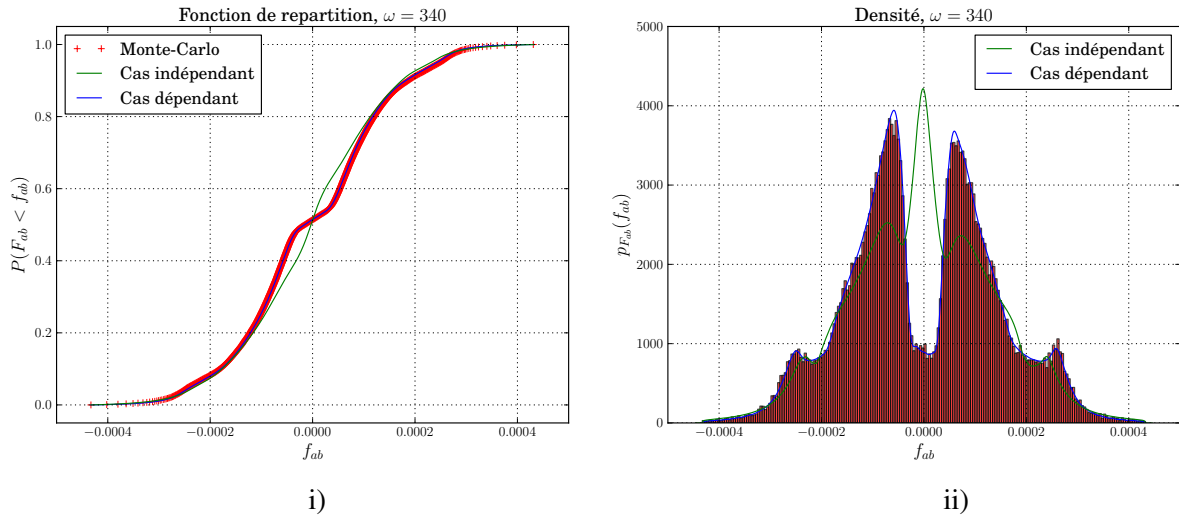 Fonction de repartition, ω = 340
Monte-Carlo
Cas indépendant
Cas dépendant
1.0
0.8
0.6
0.4
0.2
0.0
P(F_ab < f_ab)
−0.0004
−0.0002
0.0000
0.0002
0.0004
f_ab
i)
Densité, ω = 340
Cas indépendant
Cas dépendant
5000
4000
3000
2000
1000
0
p_{F_ab}(f_ab)
−0.0004
−0.0002
0.0000
0.0002
0.0004
f_ab
ii)